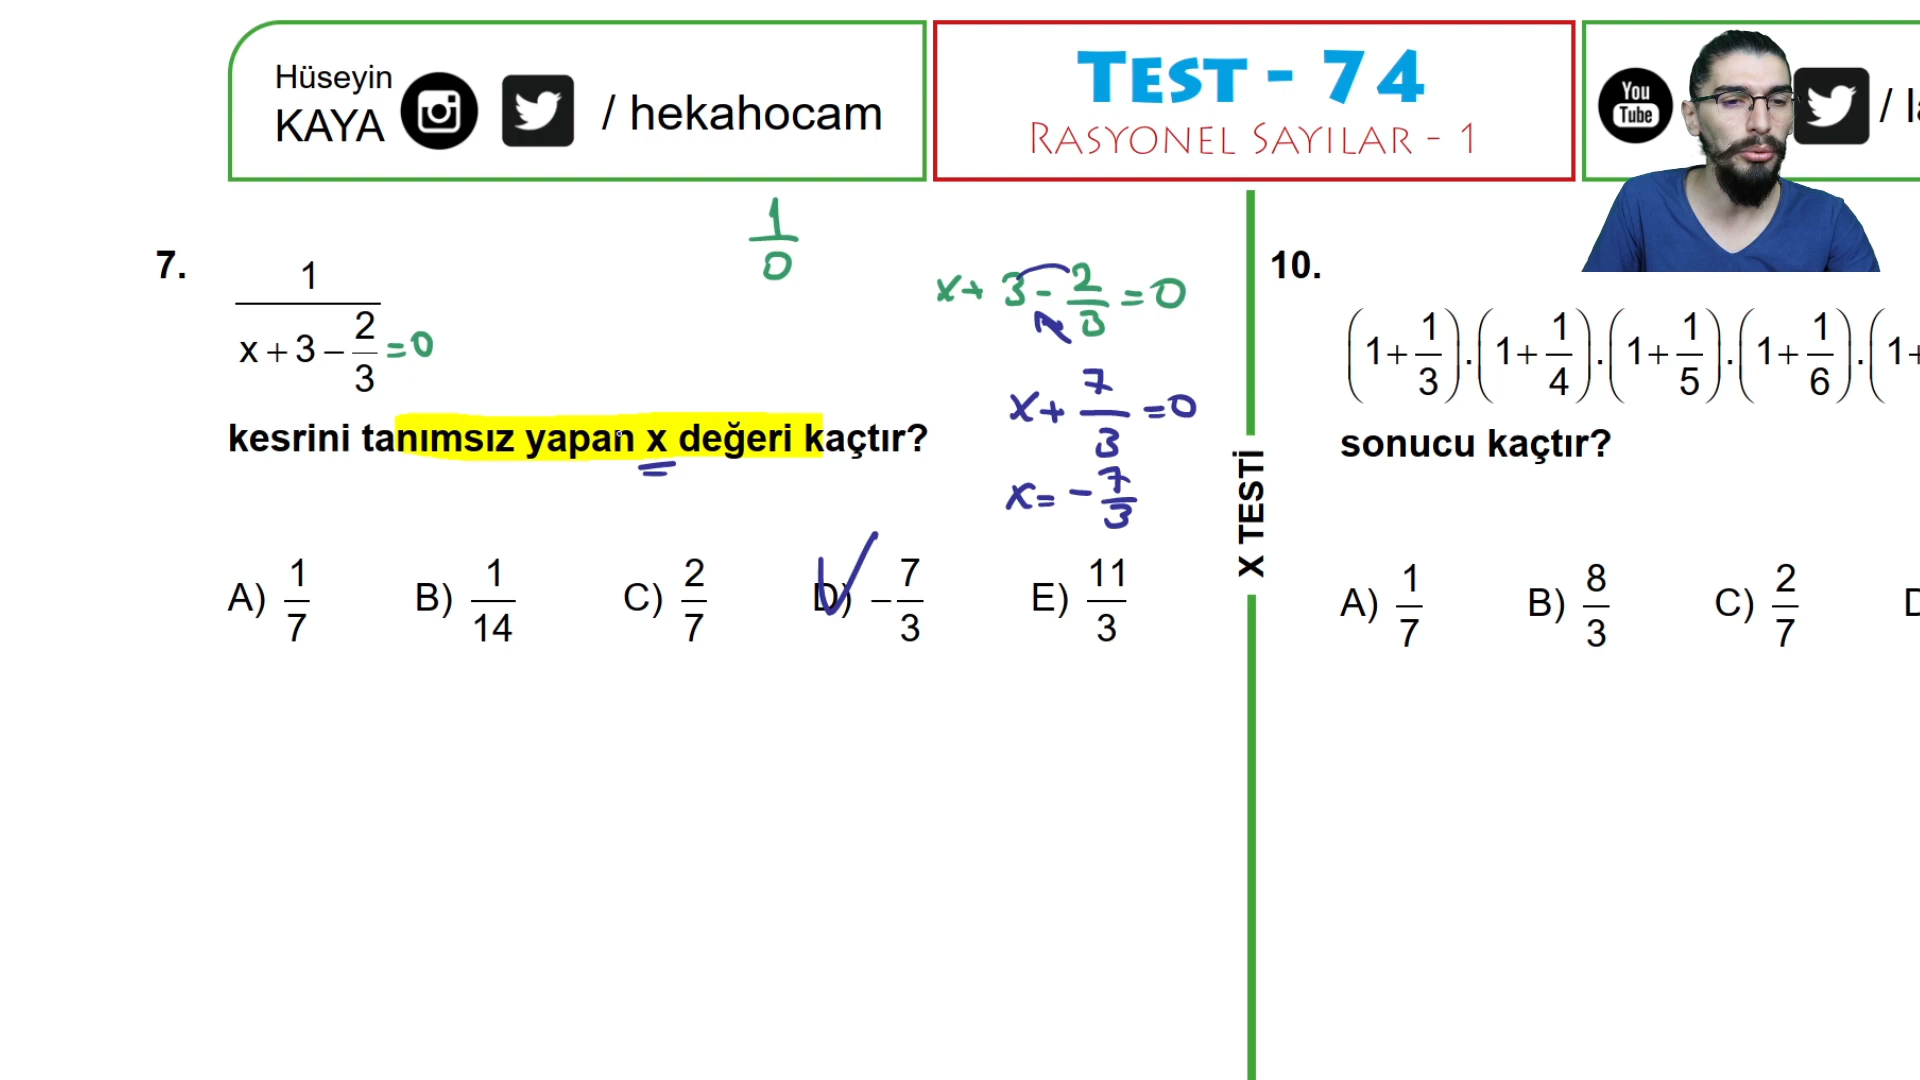 Hüseyin
KAYA
/ hekahocam
TEST - 74
RASYONEL SAYILAR - 1
You
Tube
/ la
7.
1
x + 3 - 2/3 = 0
kesrini tanımsız yapan x değeri kaçtır?
1/0
x + 3 - 2/3 = 0
x + 7/3 = 0
x = - 7/3
A) 1/7 B) 1/14 C) 2/7 D) - 7/3 E) 11/3
X TESTİ
10.
(1 + 1/3) . (1 + 1/4) . (1 + 1/5) . (1 + 1/6) . (1 +
sonucu kaçtır?
A) 1/7 B) 8/3 C) 2/7